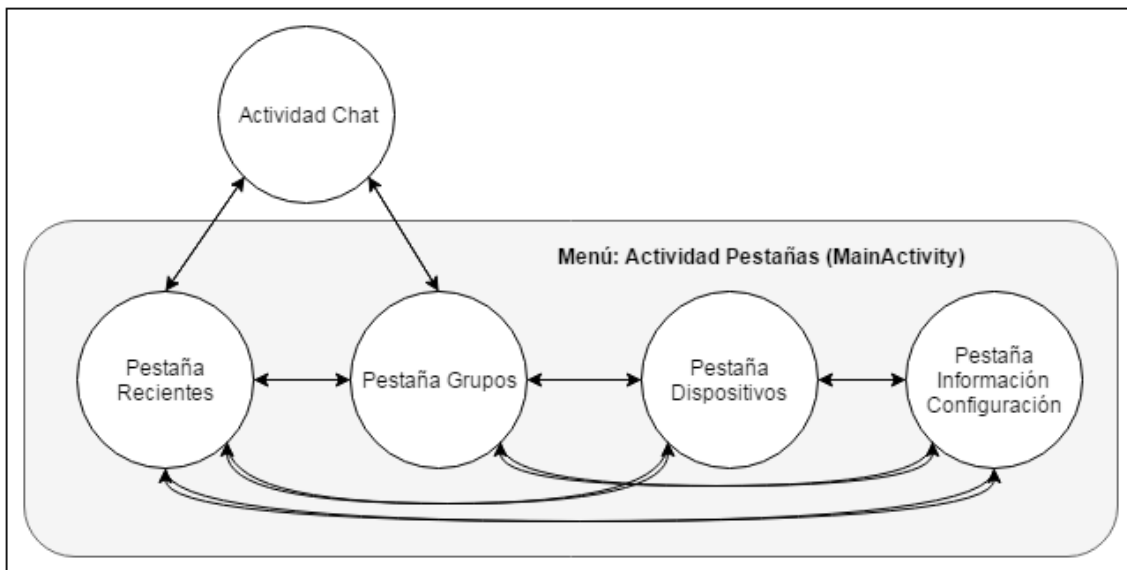 Actividad Chat
Menú: Actividad Pestañas (MainActivity)
Pestaña
Recientes
Pestaña Grupos
Pestaña
Dispositivos
Pestaña
Información
Configuración